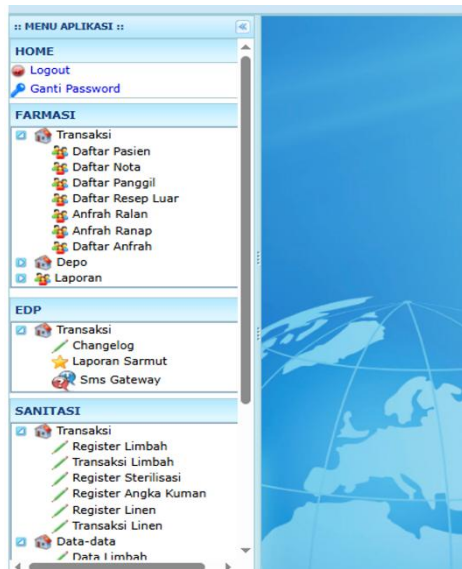 :: MENU APLIKASI ::
HOME
Logout
Ganti Password
FARMASI
Transaksi
Daftar Pasien
Daftar Nota
Daftar Panggil
Daftar Resep Luar
Anfrah Ralan
Anfrah Ranap
Daftar Anfrah
Depo
Laporan
EDP
Transaksi
Changelog
Laporan Sarmut
Sms Gateway
SANITASI
Transaksi
Register Limbah
Transaksi Limbah
Register Sterilisasi
Register Angka Kuman
Register Linen
Transaksi Linen
Data-data
Data Limbah